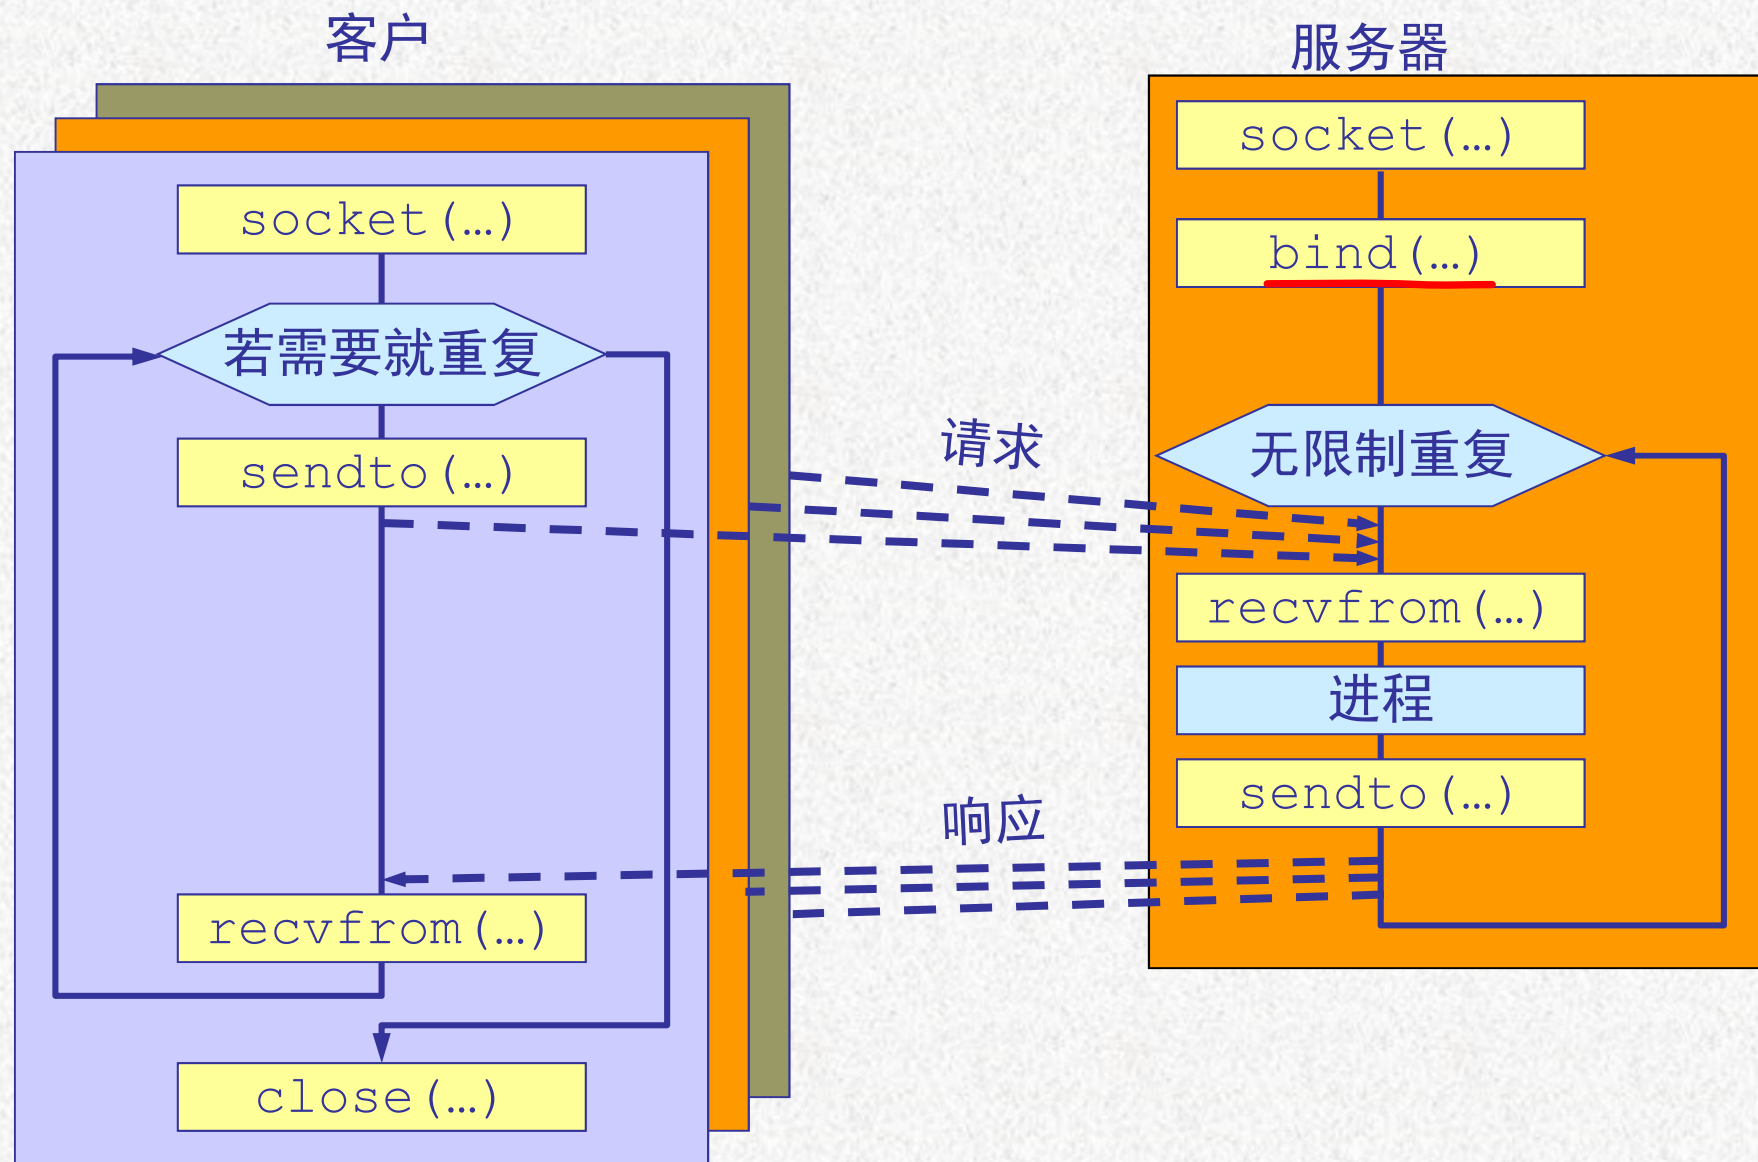 客户
socket(…)
若需要就重复
sendto(…)
recvfrom(…)
close(…)
请求
响应
服务器
socket(…)
bind(…)
无限制重复
recvfrom(…)
进程
sendto(…)